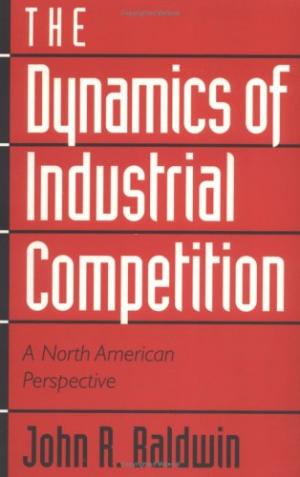 THE
Dynamics of
Industrial
Competition
A North American
Perspective
John R. Baldwin